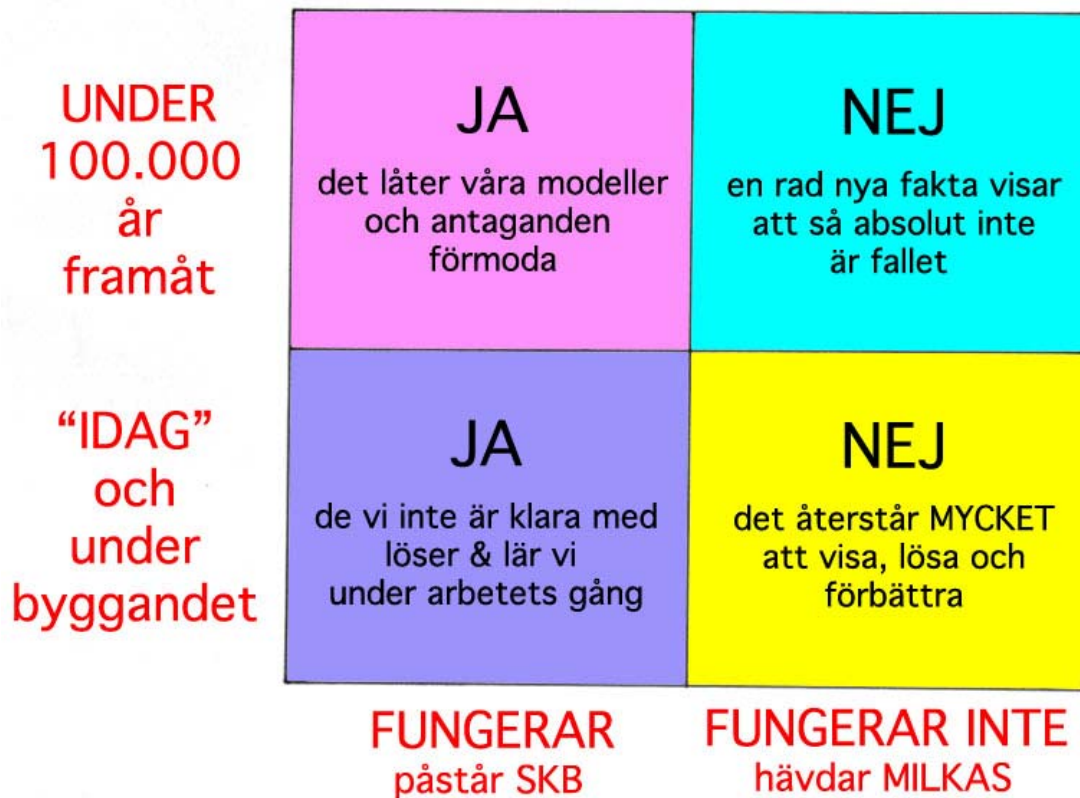 UNDER
100.000
år
framåt
JA
det låter våra modeller
och antaganden
förmoda
NEJ
en rad nya fakta visar
att så absolut inte
är fallet
“IDAG”
och
under
byggandet
JA
de vi inte är klara med
löser & lär vi
under arbetets gång
NEJ
det återstår MYCKET
att visa, lösa och
förbättra
FUNGERAR
påstår SKB
FUNGERAR INTE
hävdar MILKAS